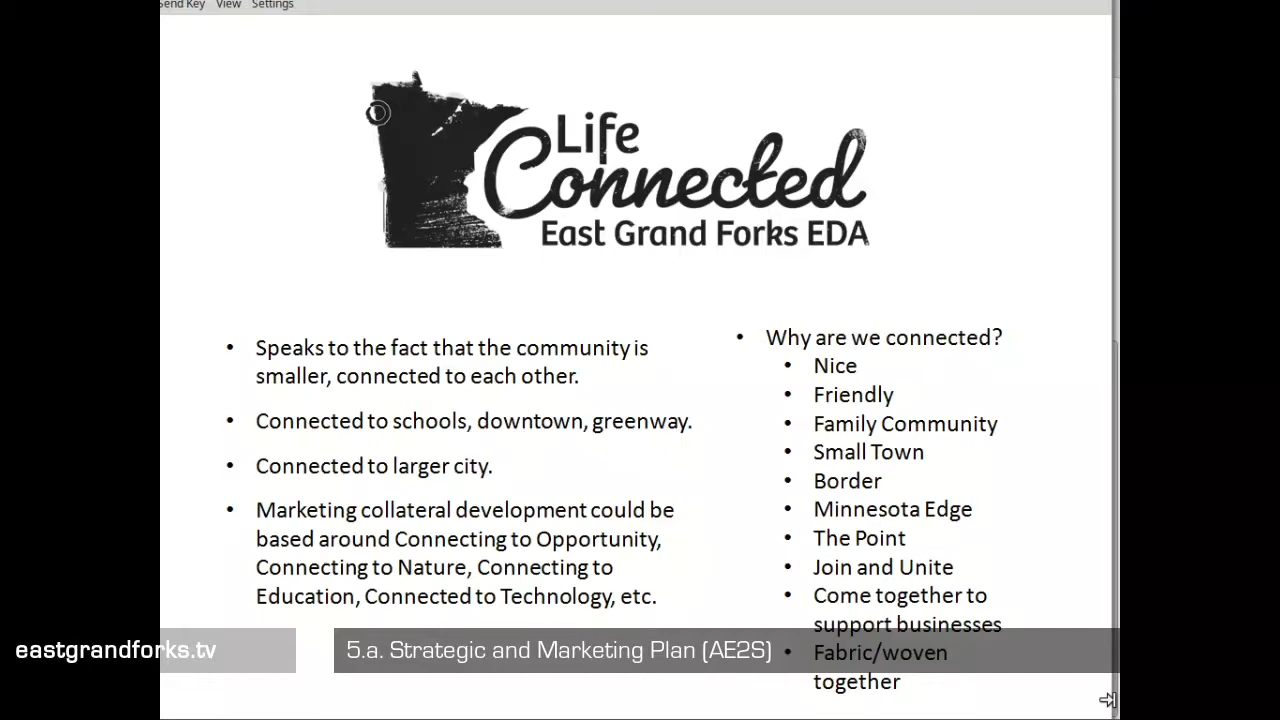 Send Key View Settings
Life
Connected
East Grand Forks EDA
• Speaks to the fact that the community is
smaller, connected to each other.
• Connected to schools, downtown, greenway.
• Connected to larger city.
• Marketing collateral development could be
based around Connecting to Opportunity,
Connecting to Nature, Connecting to
Education, Connected to Technology, etc.
• Why are we connected?
• Nice
• Friendly
• Family Community
• Small Town
• Border
• Minnesota Edge
• The Point
• Join and Unite
• Come together to
support businesses
• Fabric/woven
together
eastgrandforks.tv
5.a. Strategic and Marketing Plan (AE2S)